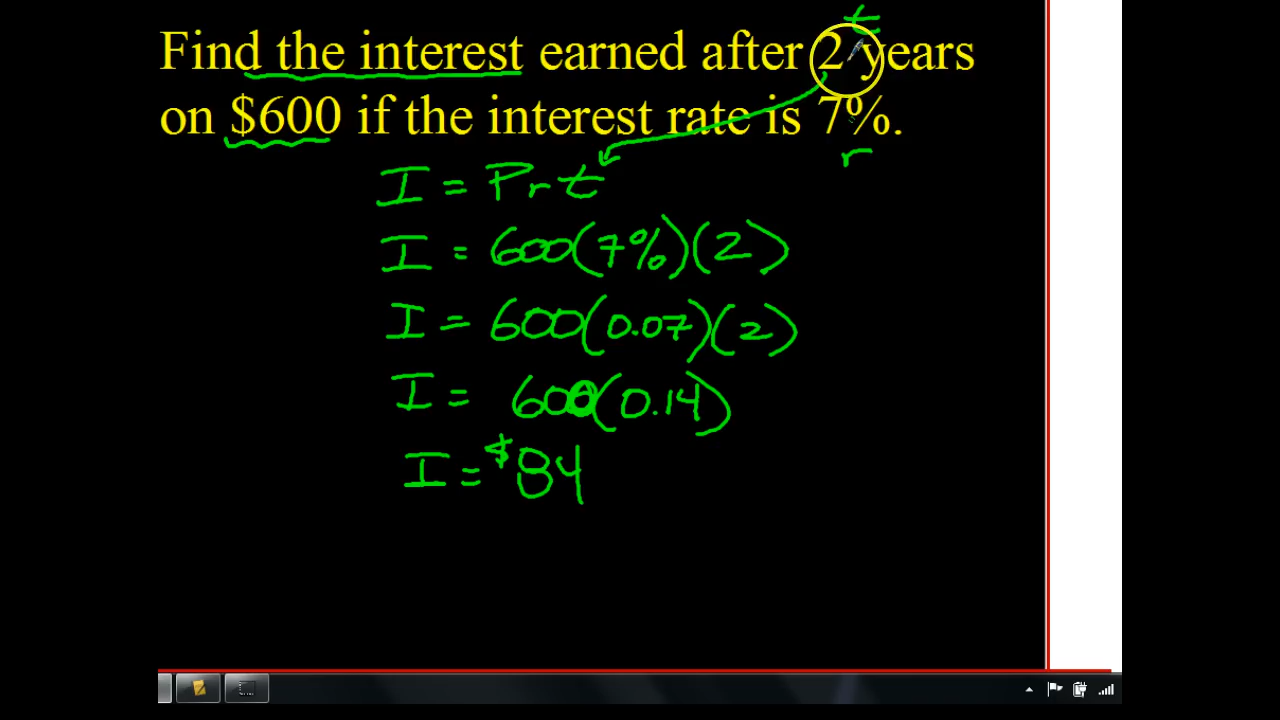 t
Find the interest earned after 2 years
on $600 if the interest rate is 7%.
r
I = Prt
I = 600(7%)(2)
I = 600(0.07)(2)
I = 600(0.14)
I = $84